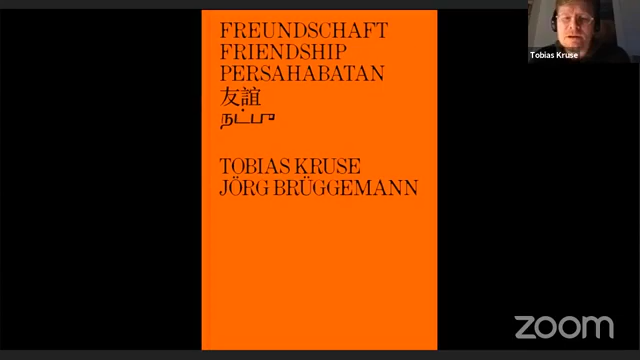 FREUNDSCHAFT
FRIENDSHIP
PERSAHABATAN
友誼
நட்பு
TOBIAS KRUSE
JÖRG BRÜGGEMANN
Tobias Kruse
zoom